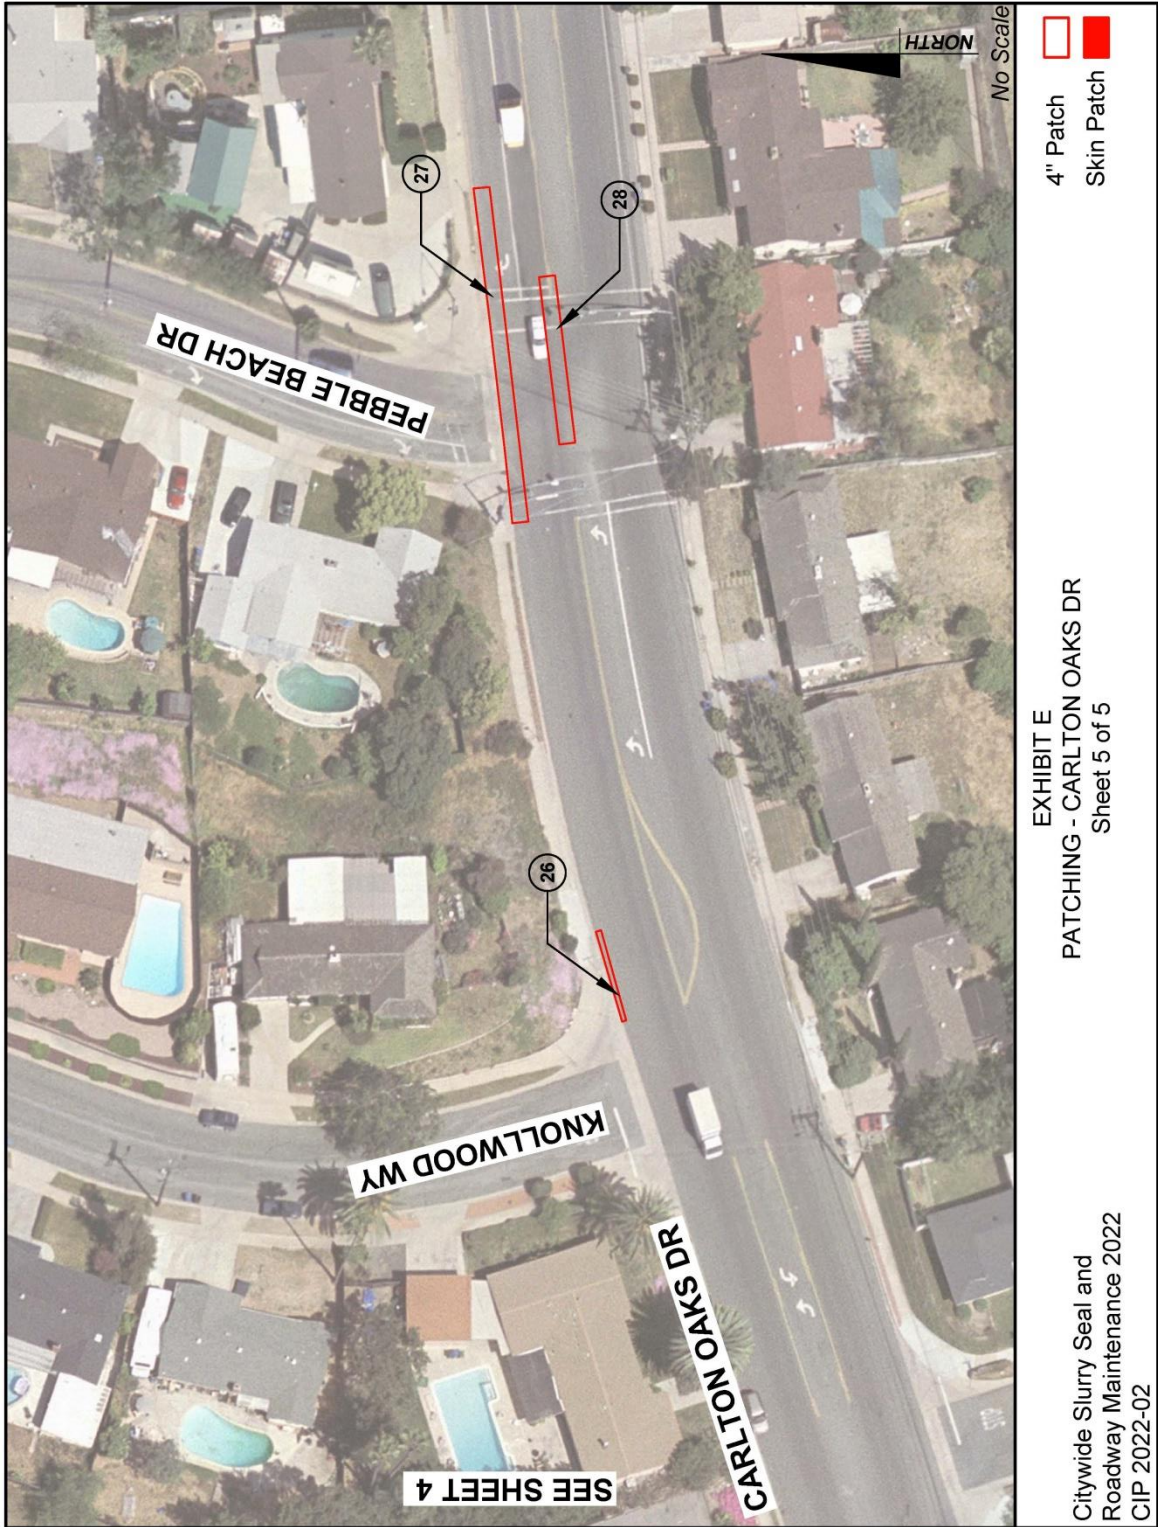 SEE SHEET 4
CARLTON OAKS DR
KNOLLWOOD WY
PEBBLE BEACH DR
26
27
28
NORTH
No Scale
Citywide Slurry Seal and
Roadway Maintenance 2022
CIP 2022-02
EXHIBIT E
PATCHING - CARLTON OAKS DR
Sheet 5 of 5
4" Patch
Skin Patch